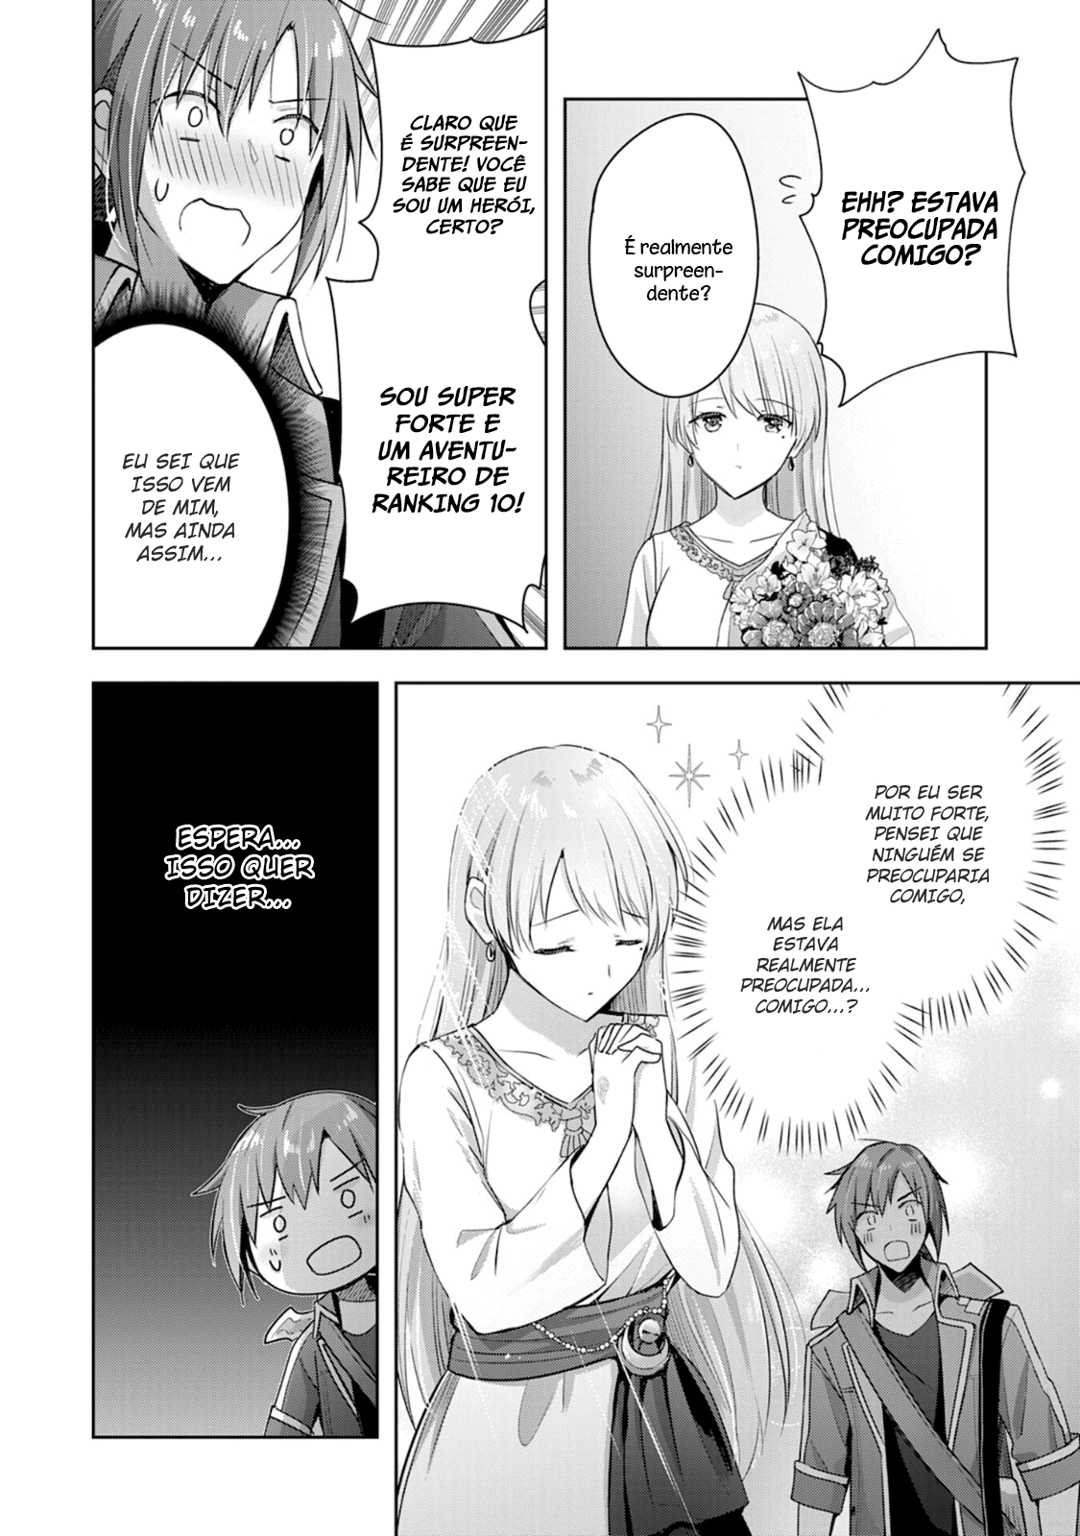 EHH? ESTAVA
PREOCUPADA
COMIGO?
É realmente
surpreen-
dente?
CLARO QUE
É SURPREEN-
DENTE! VOCÊ
SABE QUE EU
SOU UM HERÓI,
CERTO?
SOU SUPER
FORTE E
UM AVENTU-
REIRO DE
RANKING 10!
EU SEI QUE
ISSO VEM
DE MIM,
MAS AINDA
ASSIM...
POR EU SER
MUITO FORTE,
PENSEI QUE
NINGUÉM SE
PREOCUPARIA
COMIGO,
MAS ELA
ESTAVA
REALMENTE
PREOCUPADA...
COMIGO...?
ESPERA...
ISSO QUER
DIZER...